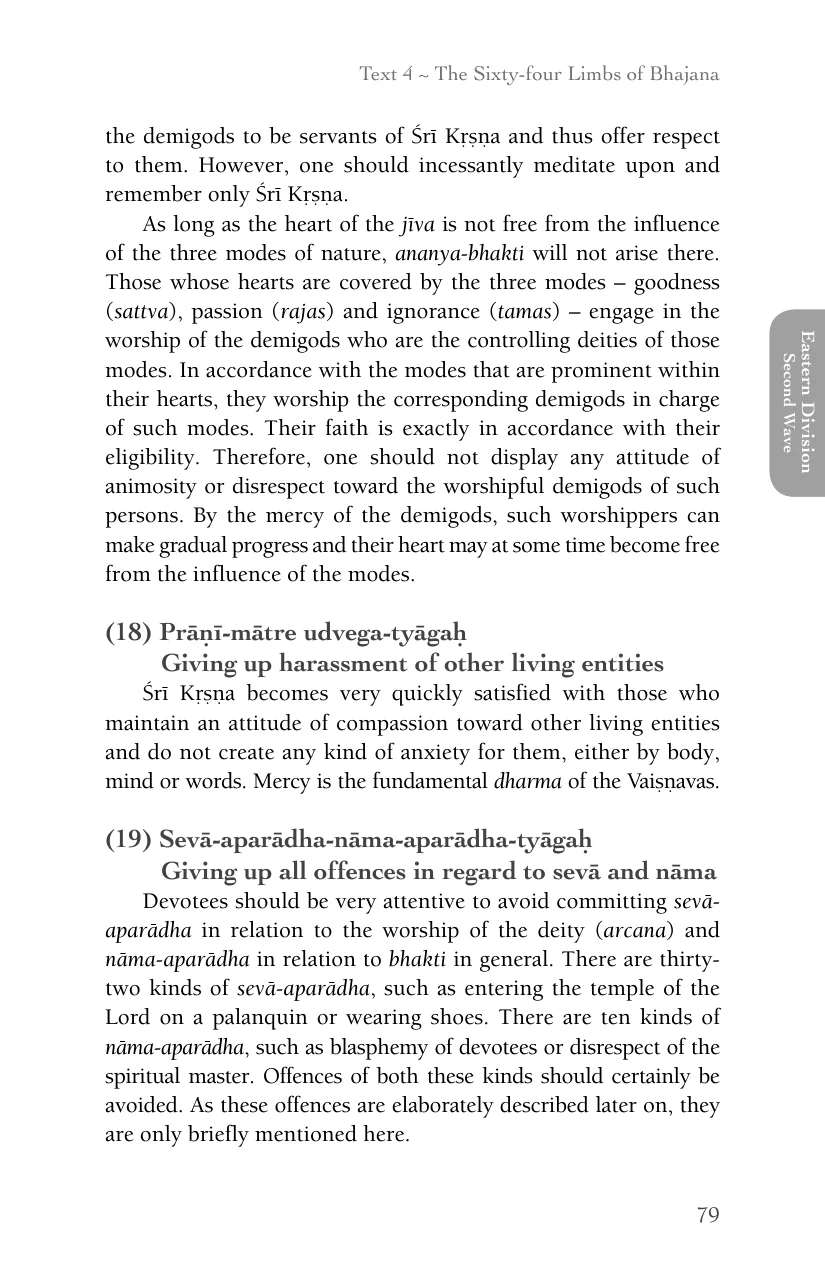 Text 4 ~ The Sixty-four Limbs of Bhajana
the demigods to be servants of Śrī Kṛṣṇa and thus offer respect
to them. However, one should incessantly meditate upon and
remember only Śrī Kṛṣṇa.
As long as the heart of the jīva is not free from the influence
of the three modes of nature, ananya-bhakti will not arise there.
Those whose hearts are covered by the three modes – goodness
(sattva), passion (rajas) and ignorance (tamas) – engage in the
worship of the demigods who are the controlling deities of those
modes. In accordance with the modes that are prominent within
their hearts, they worship the corresponding demigods in charge
of such modes. Their faith is exactly in accordance with their
eligibility. Therefore, one should not display any attitude of
animosity or disrespect toward the worshipful demigods of such
persons. By the mercy of the demigods, such worshippers can
make gradual progress and their heart may at some time become free
from the influence of the modes.
(18) Prāṇī-mātre udvega-tyāgaḥ
Giving up harassment of other living entities
Śrī Kṛṣṇa becomes very quickly satisfied with those who
maintain an attitude of compassion toward other living entities
and do not create any kind of anxiety for them, either by body,
mind or words. Mercy is the fundamental dharma of the Vaiṣṇavas.
(19) Sevā-aparādha-nāma-aparādha-tyāgaḥ
Giving up all offences in regard to sevā and nāma
Devotees should be very attentive to avoid committing sevā-
aparādha in relation to the worship of the deity (arcana) and
nāma-aparādha in relation to bhakti in general. There are thirty-
two kinds of sevā-aparādha, such as entering the temple of the
Lord on a palanquin or wearing shoes. There are ten kinds of
nāma-aparādha, such as blasphemy of devotees or disrespect of the
spiritual master. Offences of both these kinds should certainly be
avoided. As these offences are elaborately described later on, they
are only briefly mentioned here.
79
Eastern Division
Second Wave